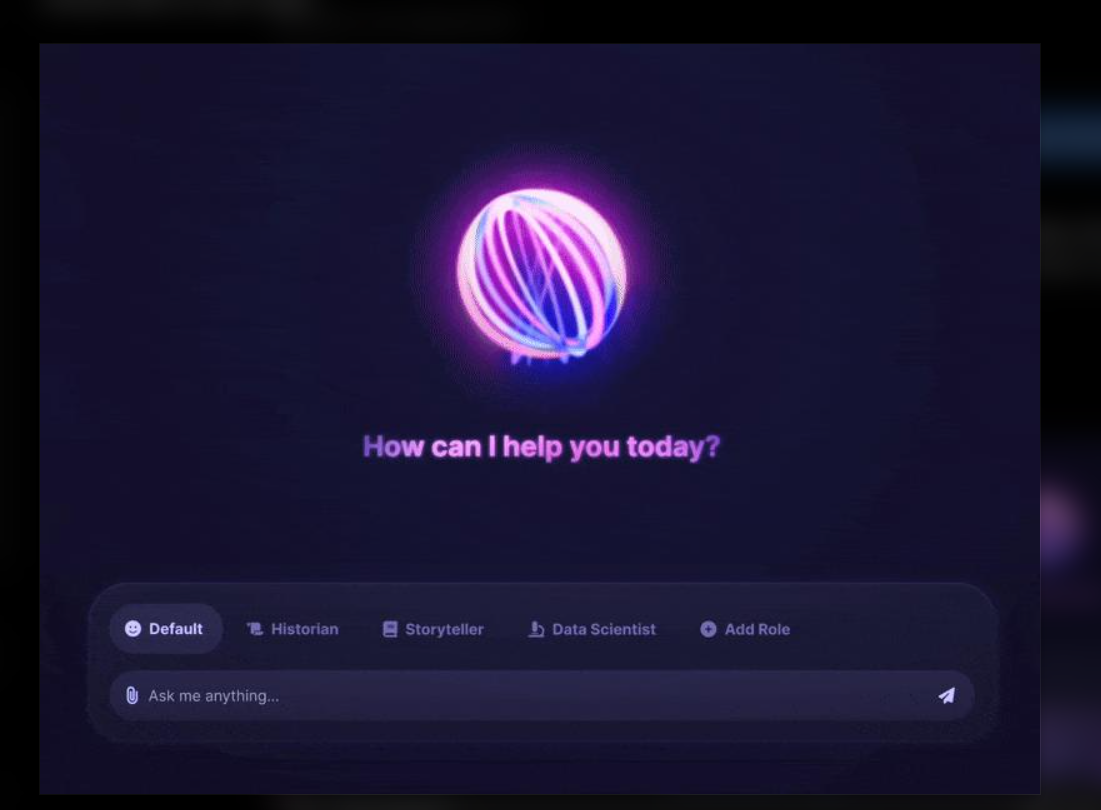 How can I help you today?
Default Historian Storyteller Data Scientist Add Role
Ask me anything...